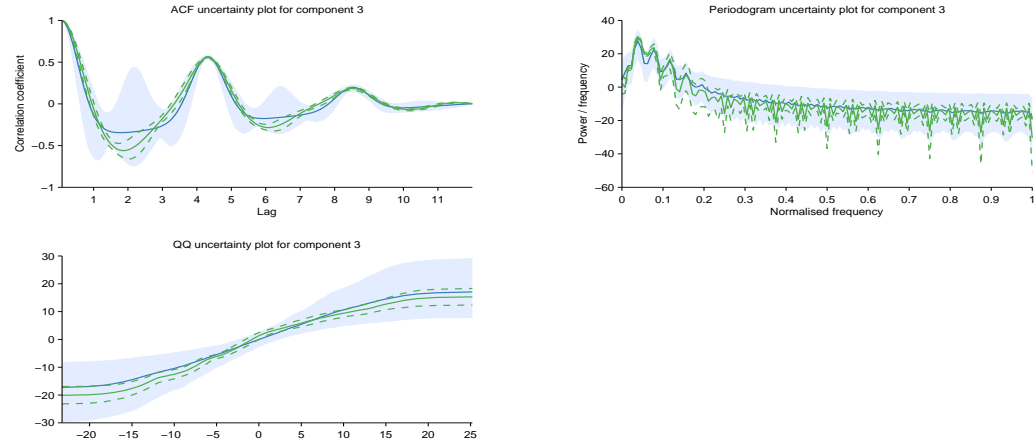 ACF uncertainty plot for component 3
1
0.5
0
−0.5
−1
Correlation coefficient
1 2 3 4 5 6 7 8 9 10 11
Lag
Periodogram uncertainty plot for component 3
40
20
0
−20
−40
−60
Power / frequency
0 0.1 0.2 0.3 0.4 0.5 0.6 0.7 0.8 0.9 1
Normalised frequency
QQ uncertainty plot for component 3
30
20
10
0
−10
−20
−30
−20 −15 −10 −5 0 5 10 15 20 25